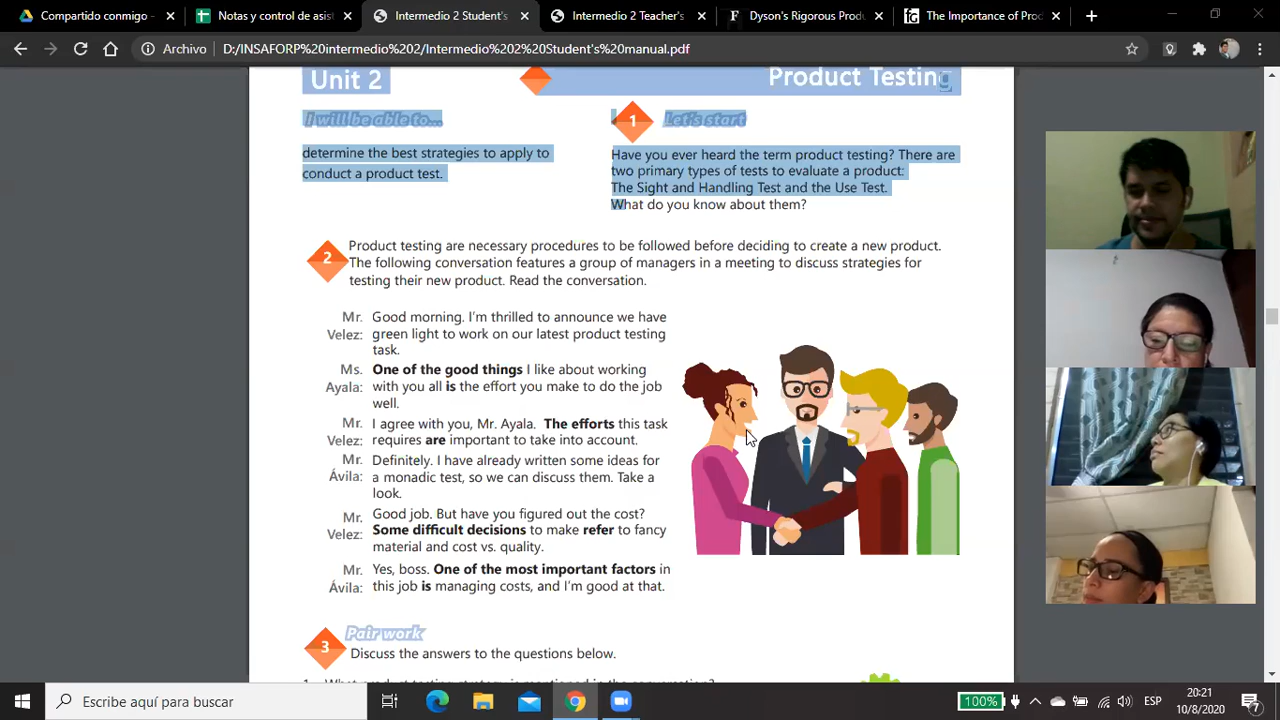 Compartido conmigo -
Notas y control de asis
Intermedio 2 Student's
Intermedio 2 Teacher's
Dyson's Rigorous Produ
The Importance of Proc
Archivo
D:/INSAFORP%20intermedio%202/Intermedio%202%20Student's%20manual.pdf
Unit 2
Product Testing
I will be able to...
determine the best strategies to apply to
conduct a product test.
1
Let's start
Have you ever heard the term product testing? There are
two primary types of tests to evaluate a product:
The Sight and Handling Test and the Use Test.
What do you know about them?
2
Product testing are necessary procedures to be followed before deciding to create a new product.
The following conversation features a group of managers in a meeting to discuss strategies for
testing their new product. Read the conversation.
Mr. Good morning. I'm thrilled to announce we have
Velez: green light to work on our latest product testing
task.
Ms. One of the good things I like about working
Ayala: with you all is the effort you make to do the job
well.
Mr. I agree with you, Mr. Ayala. The efforts this task
Velez: requires are important to take into account.
Mr. Definitely. I have already written some ideas for
Ávila: a monadic test, so we can discuss them. Take a
look.
Mr. Good job. But have you figured out the cost?
Velez: Some difficult decisions to make refer to fancy
material and cost vs. quality.
Mr. Yes, boss. One of the most important factors in
Ávila: this job is managing costs, and I'm good at that.
3
Pair work
Discuss the answers to the questions below.
1. What product testing strategy is mentioned in the conversation?
Escribe aquí para buscar
100%
ESP
20:21
10/8/2020
7